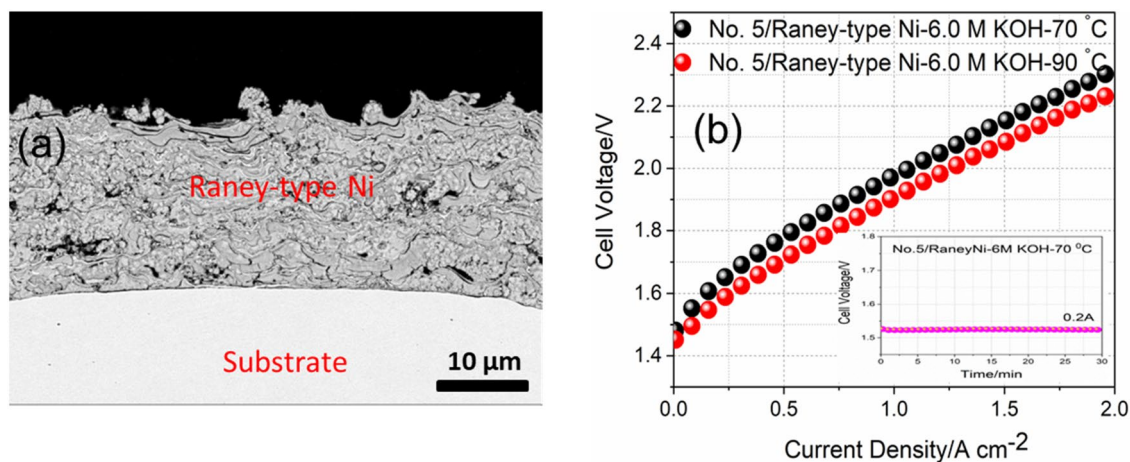 (a)
Raney-type Ni
Substrate
10 μm
(b)
No. 5/Raney-type Ni-6.0 M KOH-70 °C
No. 5/Raney-type Ni-6.0 M KOH-90 °C
Cell Voltage/V
2.4
2.2
2.0
1.8
1.6
1.4
0.0 0.5 1.0 1.5 2.0
Current Density/A cm-2
No.5/RaneyNi-6M KOH-70 °C
Cell Voltage/V
1.8
1.7
1.6
1.5
0.2A
0 5 10 15 20 25 30
Time/min